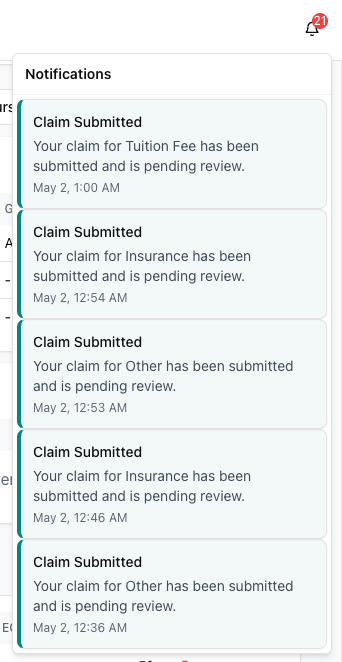 21
Notifications
Claim Submitted
Your claim for Tuition Fee has been
submitted and is pending review.
May 2, 1:00 AM
Claim Submitted
Your claim for Insurance has been
submitted and is pending review.
May 2, 12:54 AM
Claim Submitted
Your claim for Other has been submitted
and is pending review.
May 2, 12:53 AM
Claim Submitted
Your claim for Insurance has been
submitted and is pending review.
May 2, 12:46 AM
Claim Submitted
Your claim for Other has been submitted
and is pending review.
May 2, 12:36 AM